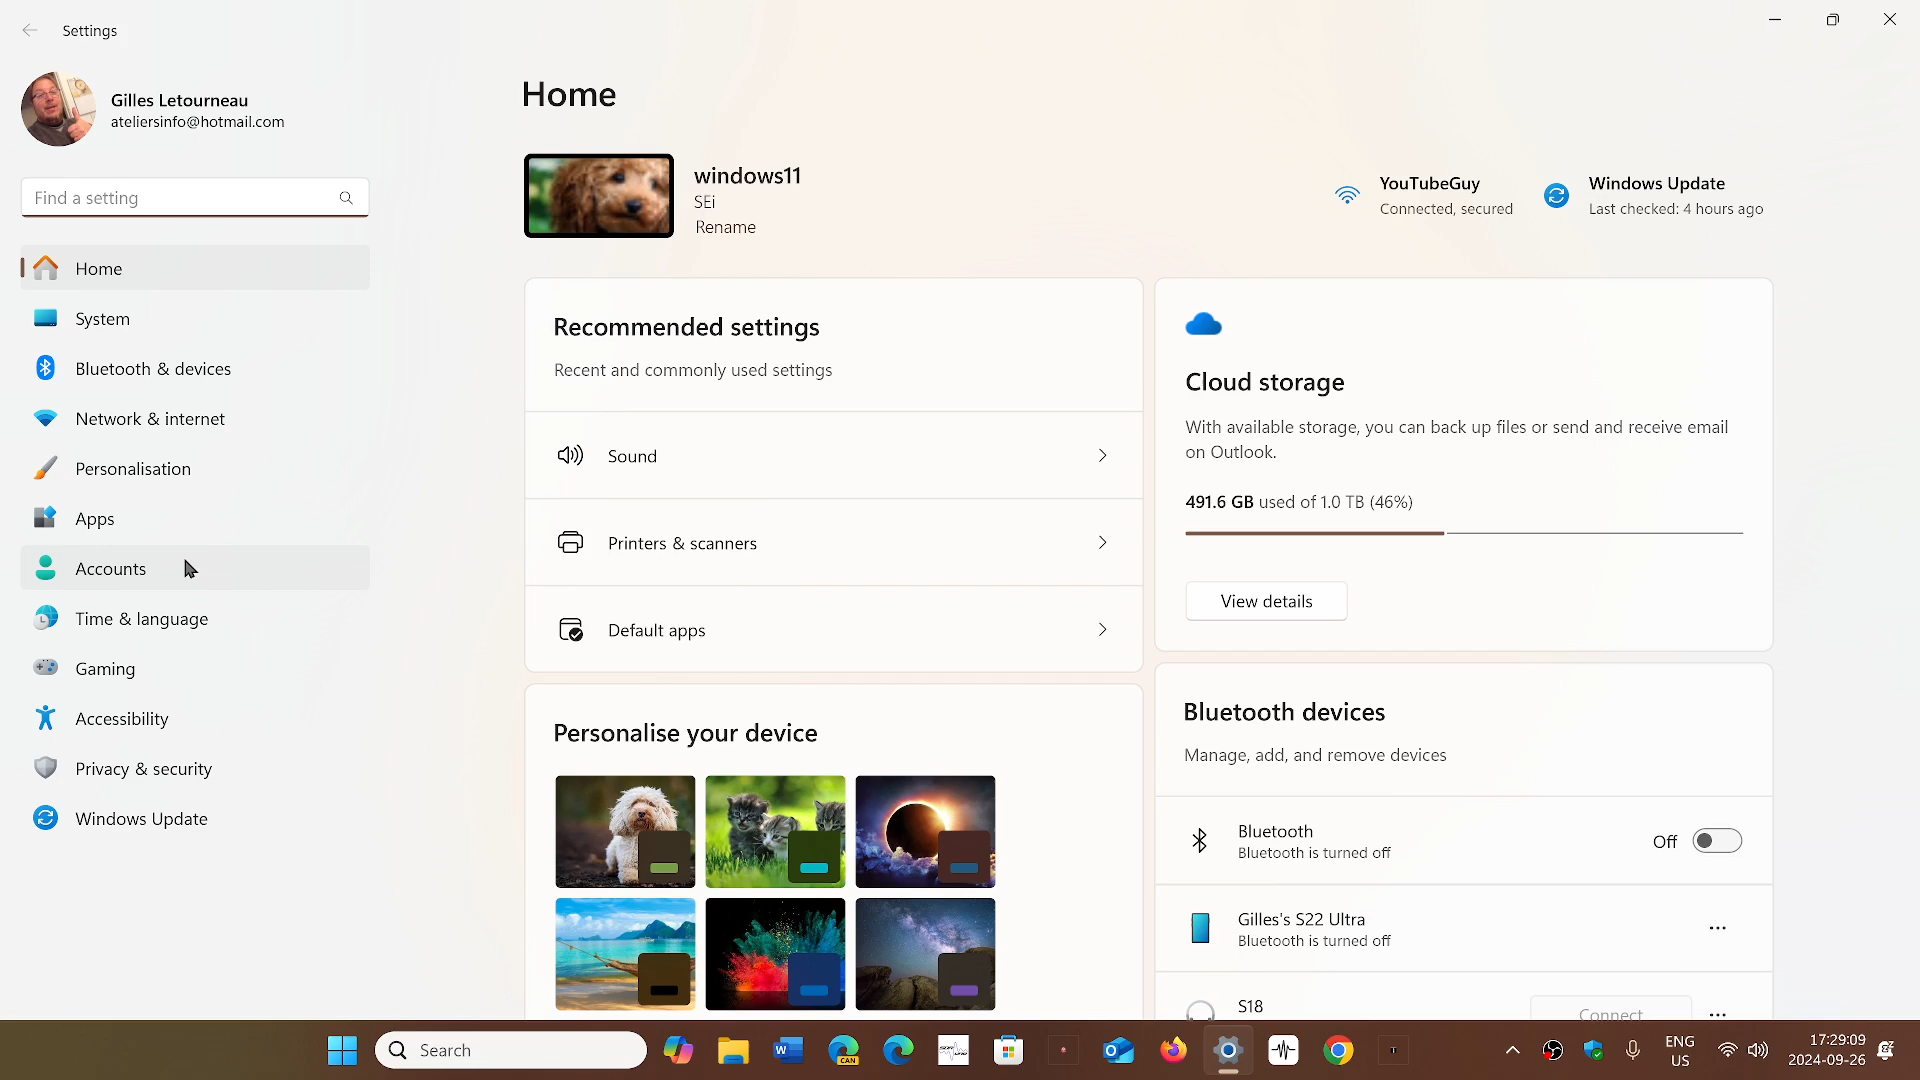 Settings
Gilles Letourneau
ateliersinfo@hotmail.com
Find a setting
Home
System
Bluetooth & devices
Network & internet
Personalisation
Apps
Accounts
Time & language
Gaming
Accessibility
Privacy & security
Windows Update
Home
windows11
SEi
Rename
YouTubeGuy
Connected, secured
Windows Update
Last checked: 4 hours ago
Recommended settings
Recent and commonly used settings
Sound
Printers & scanners
Default apps
Personalise your device
Cloud storage
With available storage, you can back up files or send and receive email
on Outlook.
491.6 GB used of 1.0 TB (46%)
View details
Bluetooth devices
Manage, add, and remove devices
Bluetooth
Bluetooth is turned off
Off
Gilles's S22 Ultra
Bluetooth is turned off
S18
Connect
Search
CAN
ENG
US
17:29:09
2024-09-26